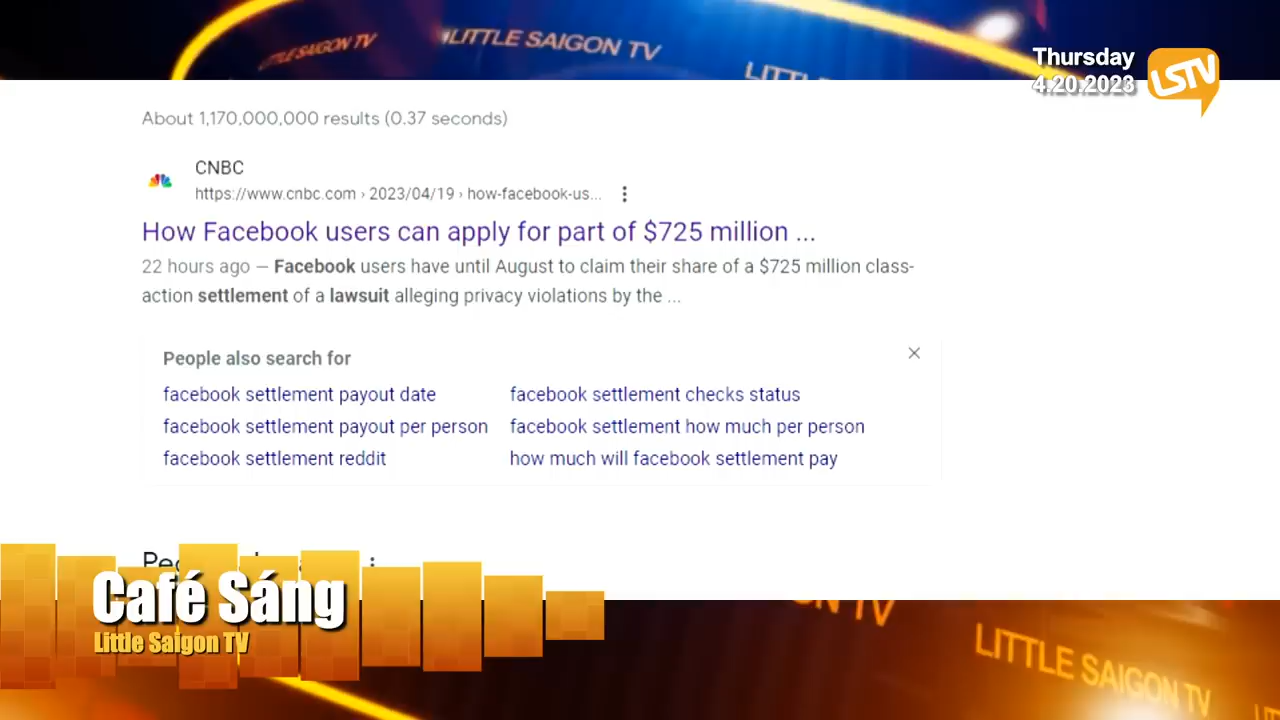 LITTLE SAIGON TV
LITTLE SAIGON TV
Thursday
4.20.2023
LSTV
About 1,170,000,000 results (0.37 seconds)
CNBC
https://www.cnbc.com › 2023/04/19 › how-facebook-us...
How Facebook users can apply for part of $725 million ...
22 hours ago — Facebook users have until August to claim their share of a $725 million class-
action settlement of a lawsuit alleging privacy violations by the ...
People also search for
facebook settlement payout date
facebook settlement checks status
facebook settlement payout per person
facebook settlement how much per person
facebook settlement reddit
how much will facebook settlement pay
Café Sáng
Little Saigon TV
LITTLE SAIGON TV